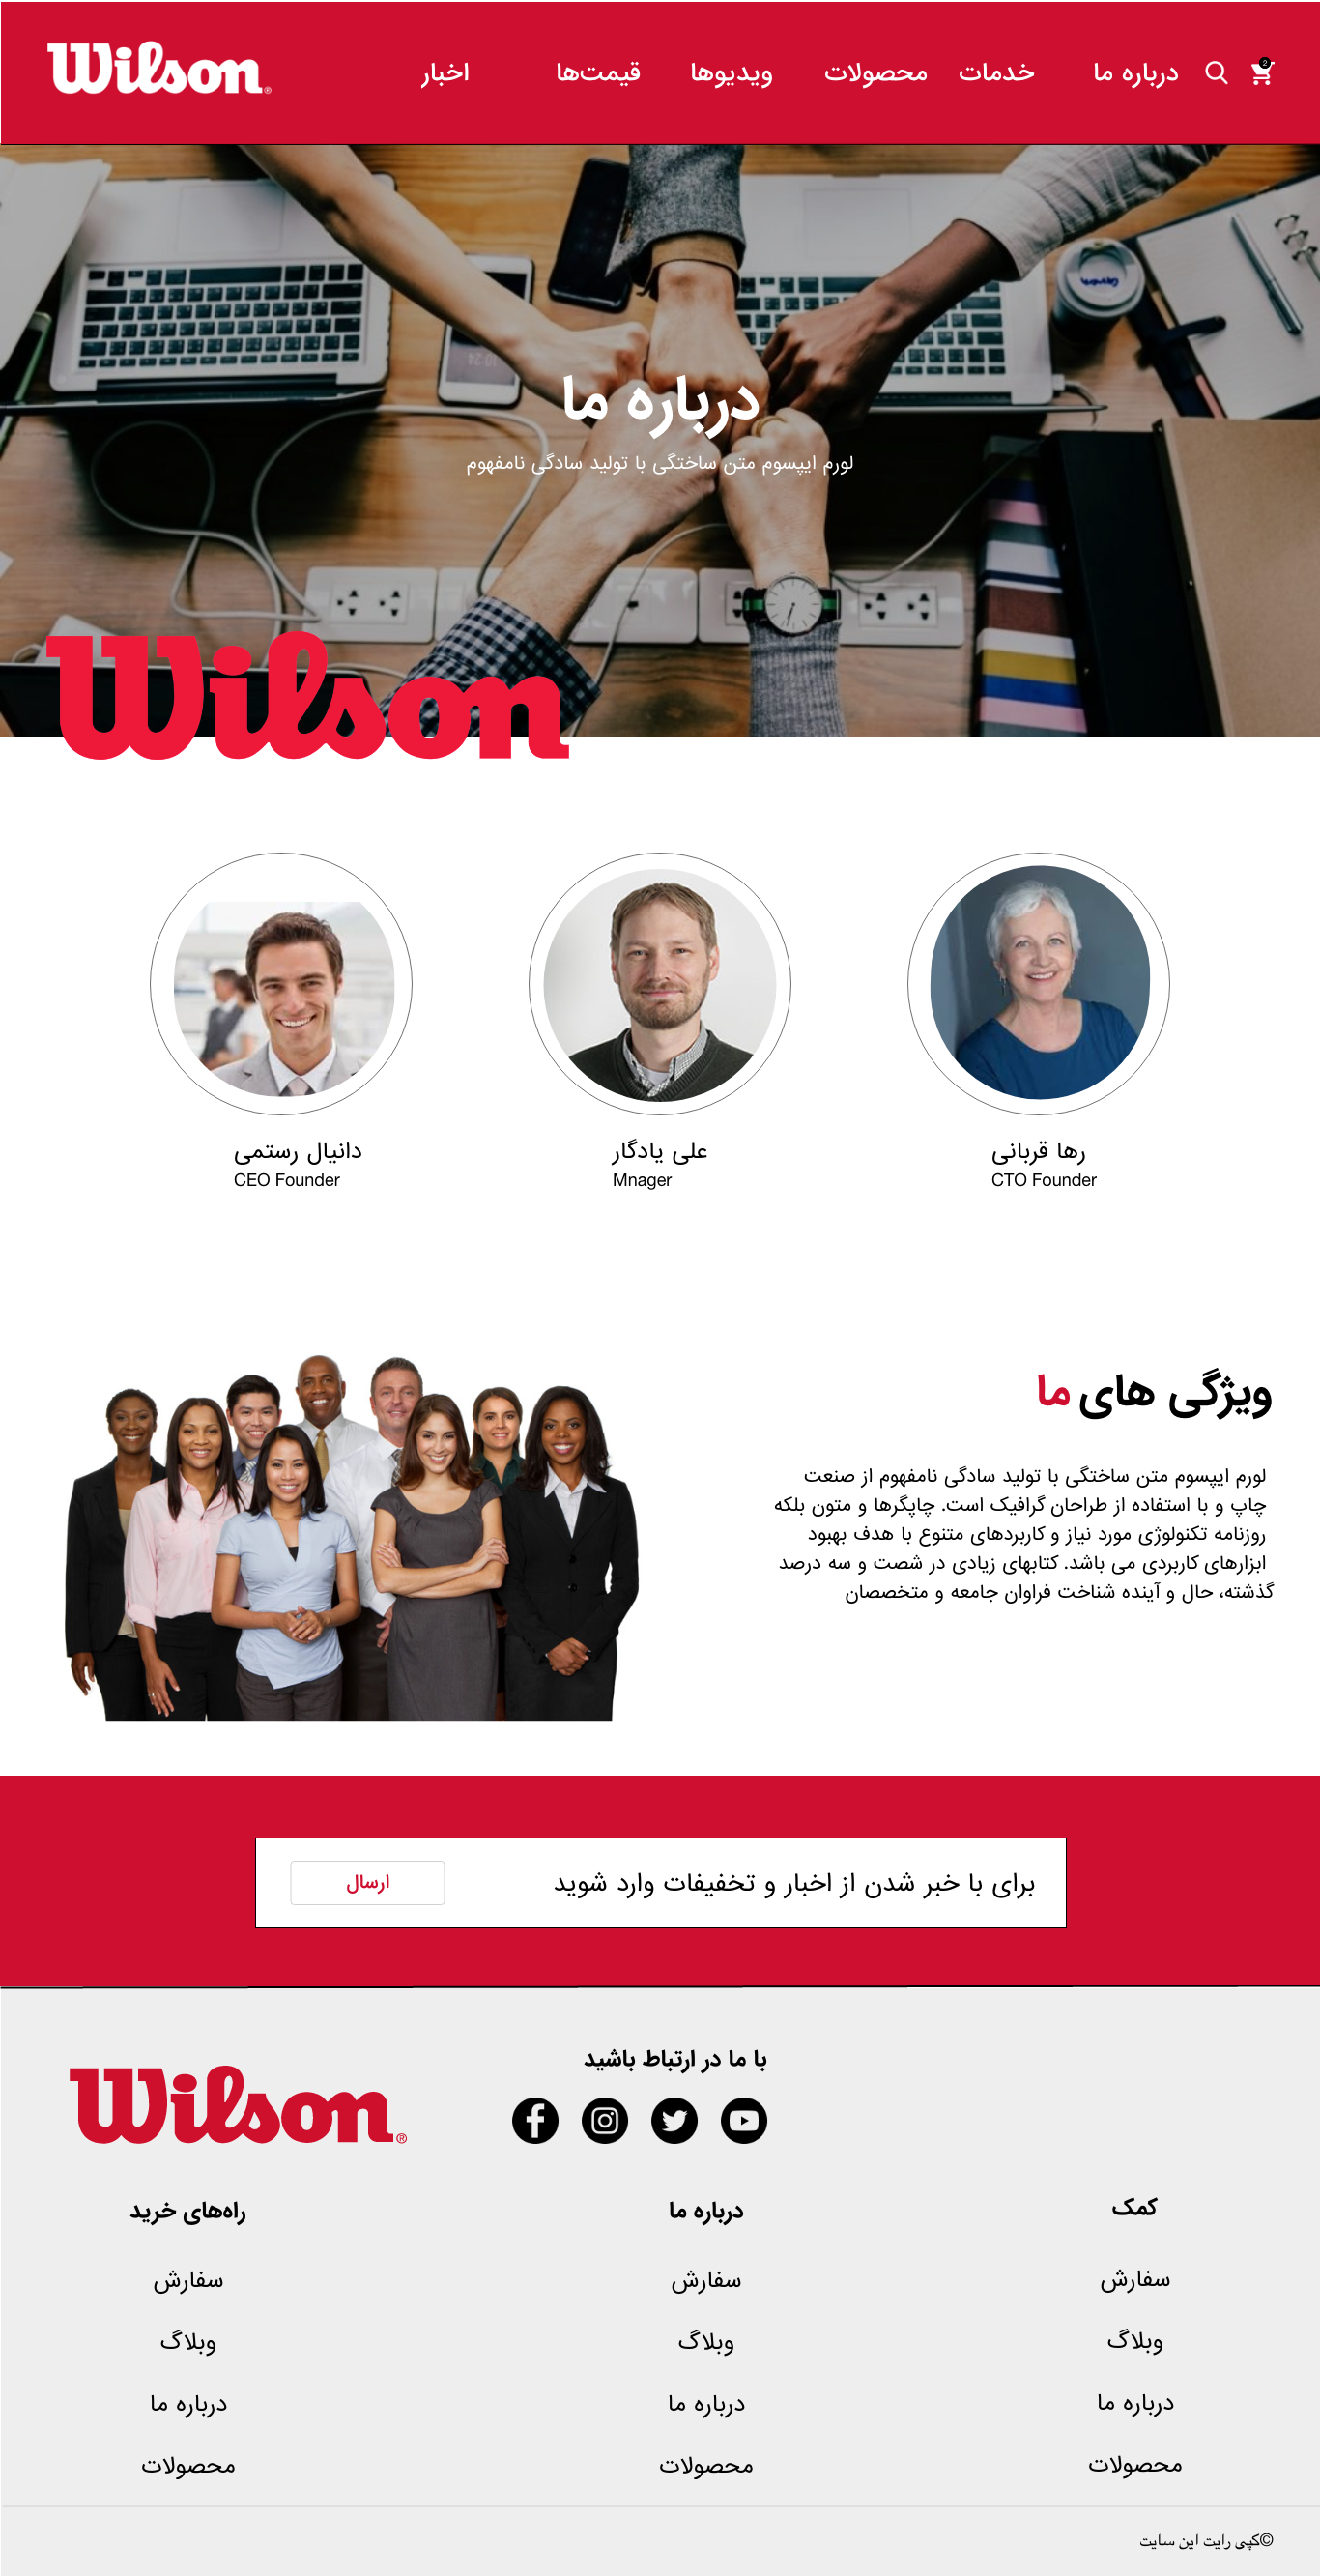 Wilson®
درباره ما
خدمات
محصولات
ویدیوها
قیمت‌ها
اخبار
2
درباره ما
لورم ایپسوم متن ساختگی با تولید سادگی نامفهوم
Wilson
رها قربانی
CTO Founder
علی یادگار
Mnager
دانیال رستمی
CEO Founder
ویژگی های ما
لورم ایپسوم متن ساختگی با تولید سادگی نامفهوم از صنعت
چاپ و با استفاده از طراحان گرافیک است. چاپگرها و متون بلکه
روزنامه تکنولوژی مورد نیاز و کاربردهای متنوع با هدف بهبود
ابزارهای کاربردی می باشد. کتابهای زیادی در شصت و سه درصد
گذشته، حال و آینده شناخت فراوان جامعه و متخصصان
برای با خبر شدن از اخبار و تخفیفات وارد شوید
ارسال
با ما در ارتباط باشید
Wilson®
کمک
سفارش
وبلاگ
درباره ما
محصولات
درباره ما
سفارش
وبلاگ
درباره ما
محصولات
راه‌های خرید
سفارش
وبلاگ
درباره ما
محصولات
©کپی رایت این سایت